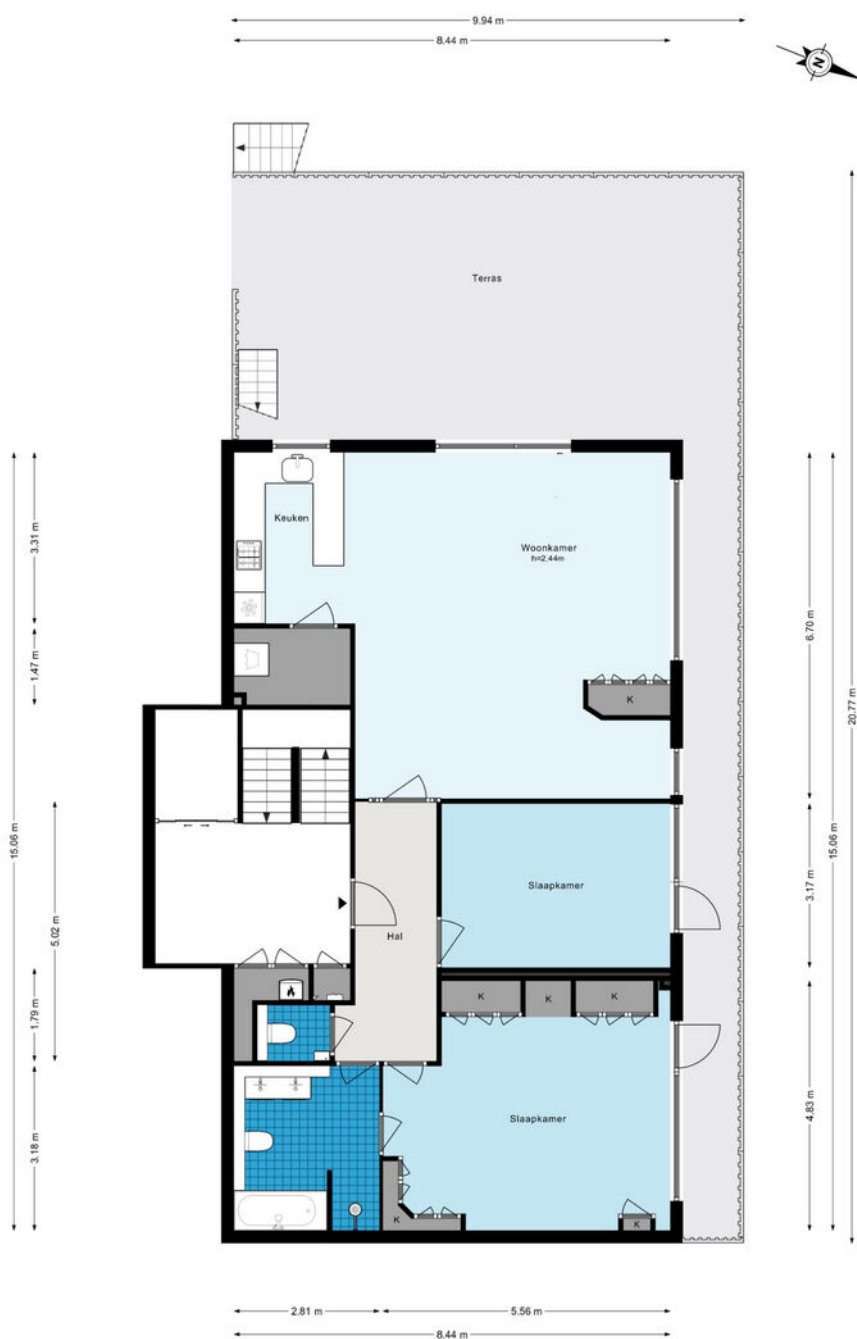 9.94 m
8.44 m
N
Terras
Keuken
Woonkamer
h=2,44m
K
Slaapkamer
Hal
K
K
K
Slaapkamer
K
K
15.06 m
3.31 m
1.47 m
5.02 m
1.79 m
3.18 m
6.70 m
3.17 m
4.83 m
15.06 m
20.77 m
2.81 m
5.56 m
8.44 m